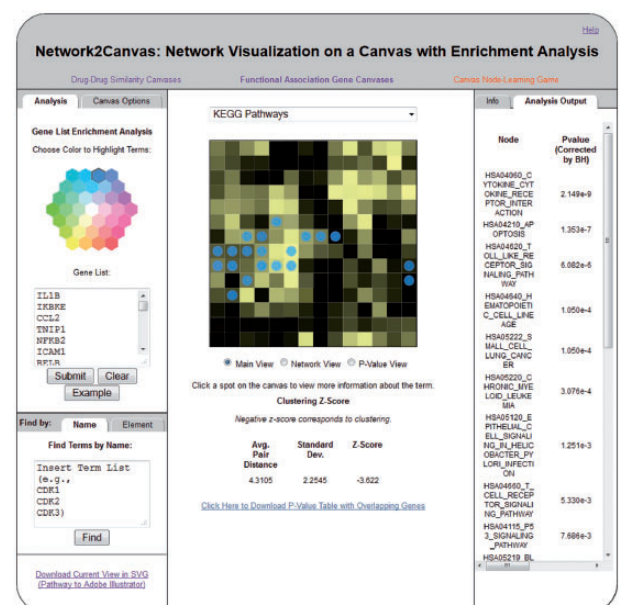 Help
Network2Canvas: Network Visualization on a Canvas with Enrichment Analysis
Drug-Drug Similarity Canvases
Functional Association Gene Canvases
Canvas Node-Learning Game
Analysis
Canvas Options
Gene List Enrichment Analysis
Choose Color to Highlight Terms:
Gene List:
IL1B
IKBKE
CCL2
TNIP1
NFKB2
ICAM1
RELB
Submit
Clear
Example
Find by:
Name
Element
Find Terms by Name:
Insert Term List
(e.g.,
CDK1
CDK2
CDK3)
Find
Download Current View in SVG
(Pathway to Adobe Illustrator)
KEGG Pathways
Main View
Network View
P-Value View
Click a spot on the canvas to view more information about the term.
Clustering Z-Score
Negative z-score corresponds to clustering.
Avg.
Pair
Distance
Standard
Dev.
Z-Score
4.3105
2.2545
-3.622
Click Here to Download P-Value Table with Overlapping Genes
Info
Analysis Output
Node
Pvalue
(Corrected
by BH)
HSA04060_C
YTOKINE_CYT
OKINE_RECE
PTOR_INTER
ACTION
2.149e-9
HSA04210_AP
OPTOSIS
1.353e-7
HSA04620_T
OLL_LIKE_RE
CEPTOR_SIG
NALING_PATH
WAY
6.082e-5
HSA04640_H
EMATOPOIETI
C_CELL_LINE
AGE
1.050e-4
HSA05222_S
MALL_CELL_
LUNG_CANC
ER
1.050e-4
HSA05220_C
HRONIC_MYE
LOID_LEUKE
MIA
3.076e-4
HSA05120_E
PITHELIAL_C
ELL_SIGNALI
NG_IN_HELIC
OBACTER_PY
LORI_INFECTI
ON
1.251e-3
HSA04660_T_
CELL_RECEP
TOR_SIGNALI
NG_PATHWAY
5.330e-3
HSA04115_P5
3_SIGNALING
_PATHWAY
7.686e-3
HSA05219_BL